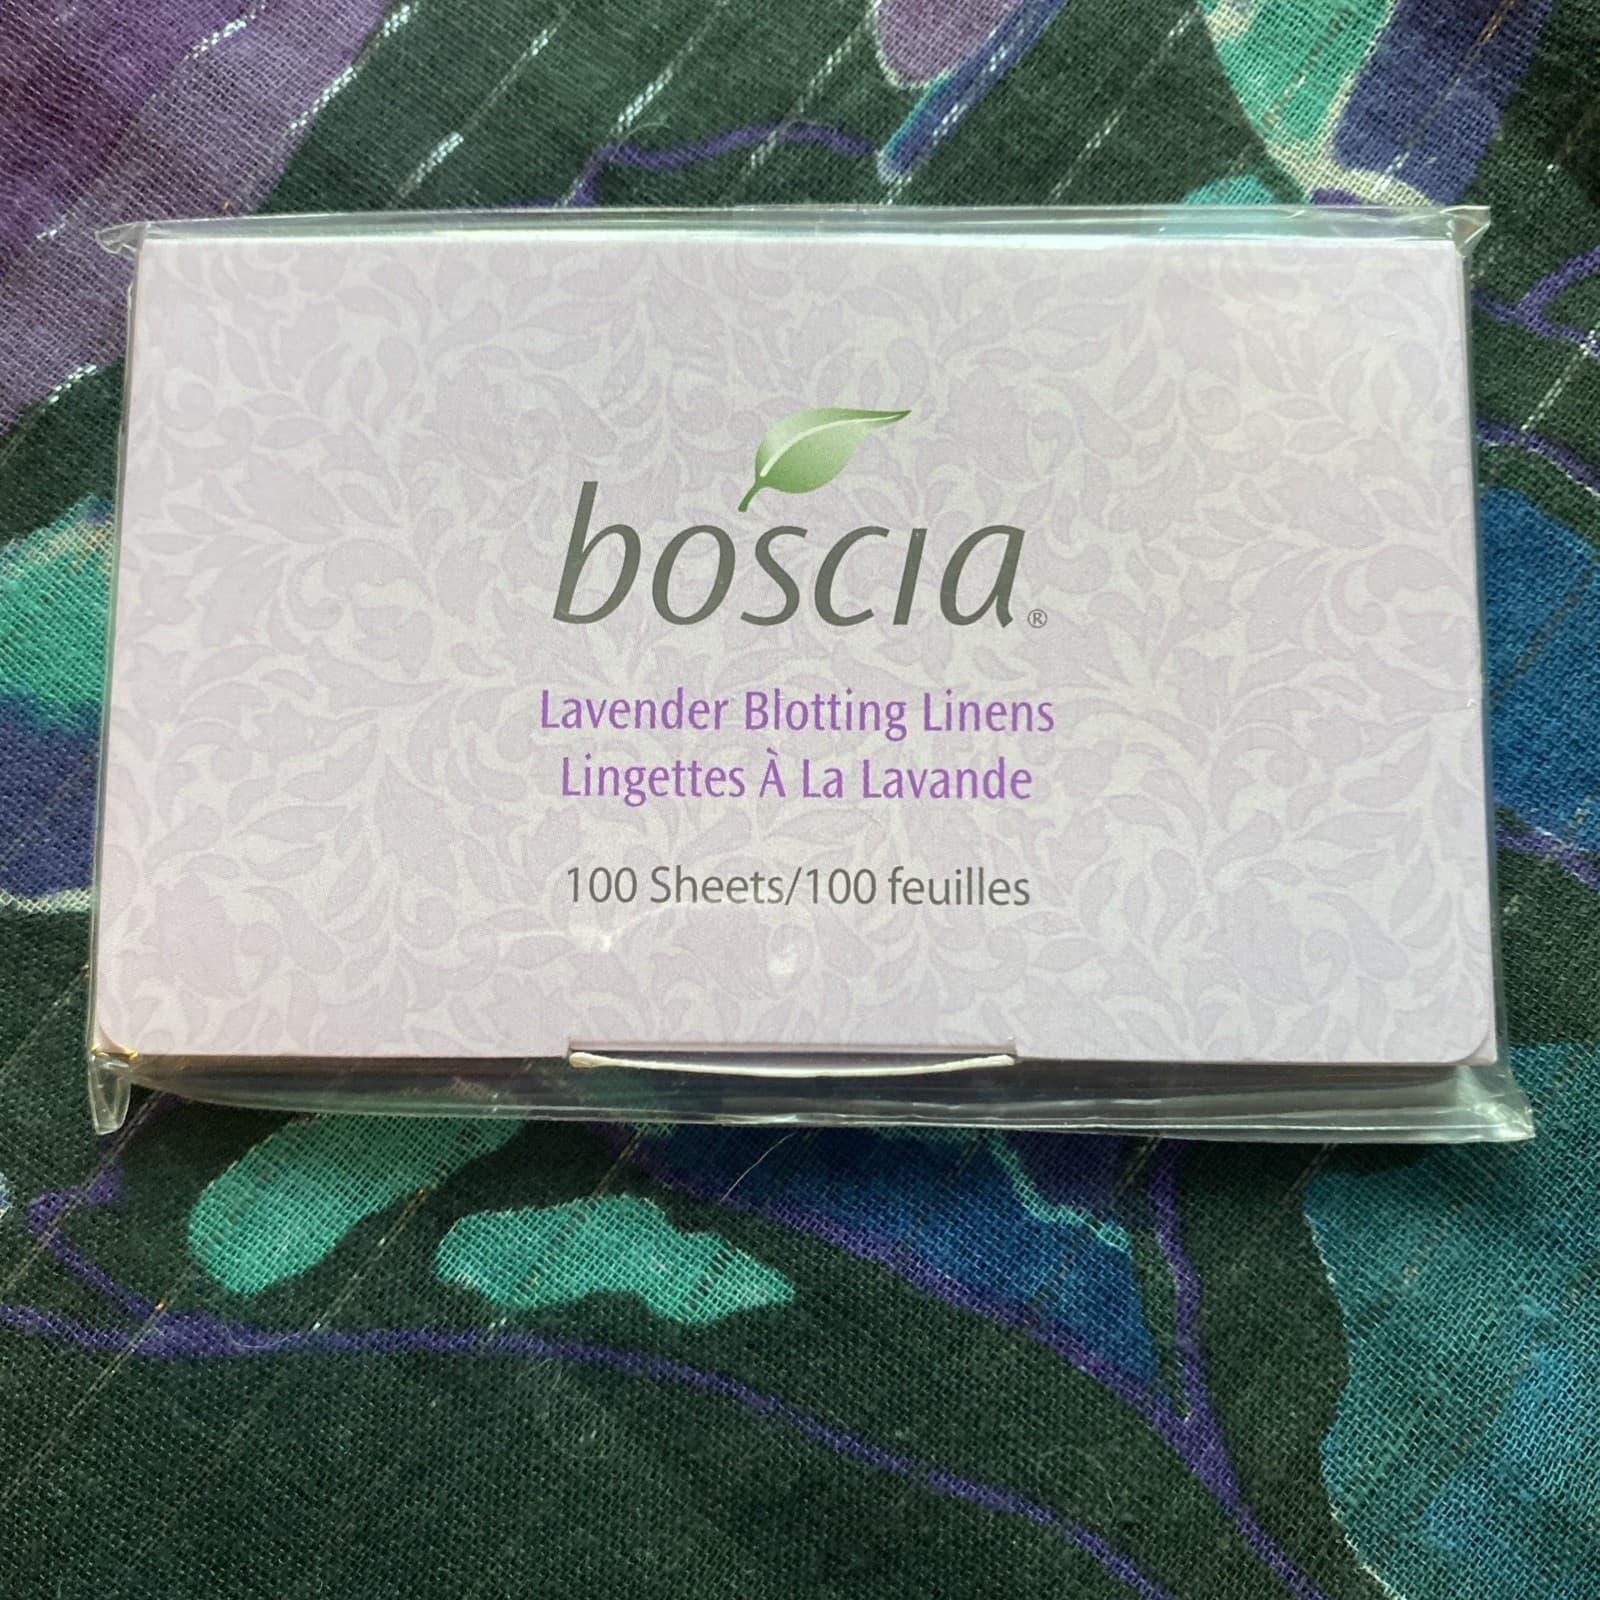 boscia®
Lavender Blotting Linens
Lingettes À La Lavande
100 Sheets/100 feuilles